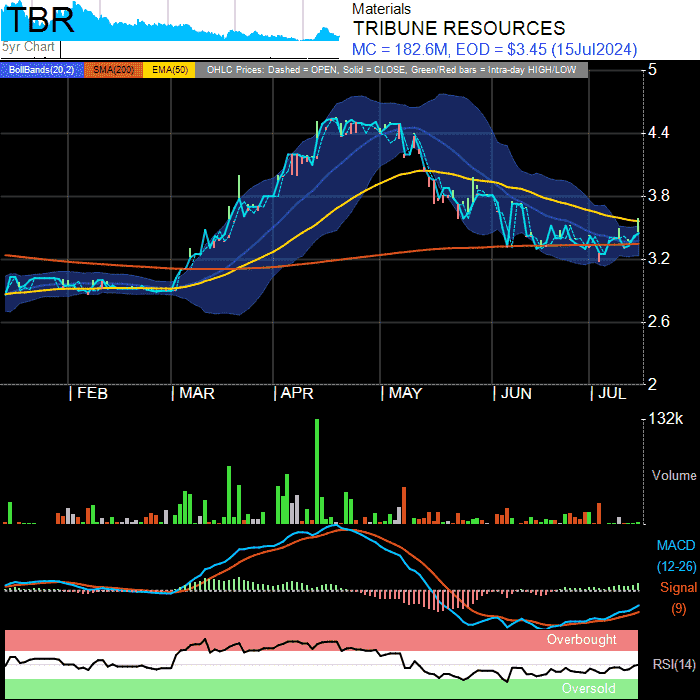 TBR
5yr Chart
Materials
TRIBUNE RESOURCES
MC = 182.6M, EOD = $3.45 (15Jul2024)
BollBands(20,2) SMA(200) EMA(50) OHLC Prices: Dashed = OPEN, Solid = CLOSE, Green/Red bars = Intra-day HIGH/LOW
5
4.4
3.8
3.2
2.6
2
| FEB | MAR | APR | MAY | JUN | JUL
132k
Volume
MACD
(12-26)
Signal
(9)
Overbought
RSI(14)
Oversold